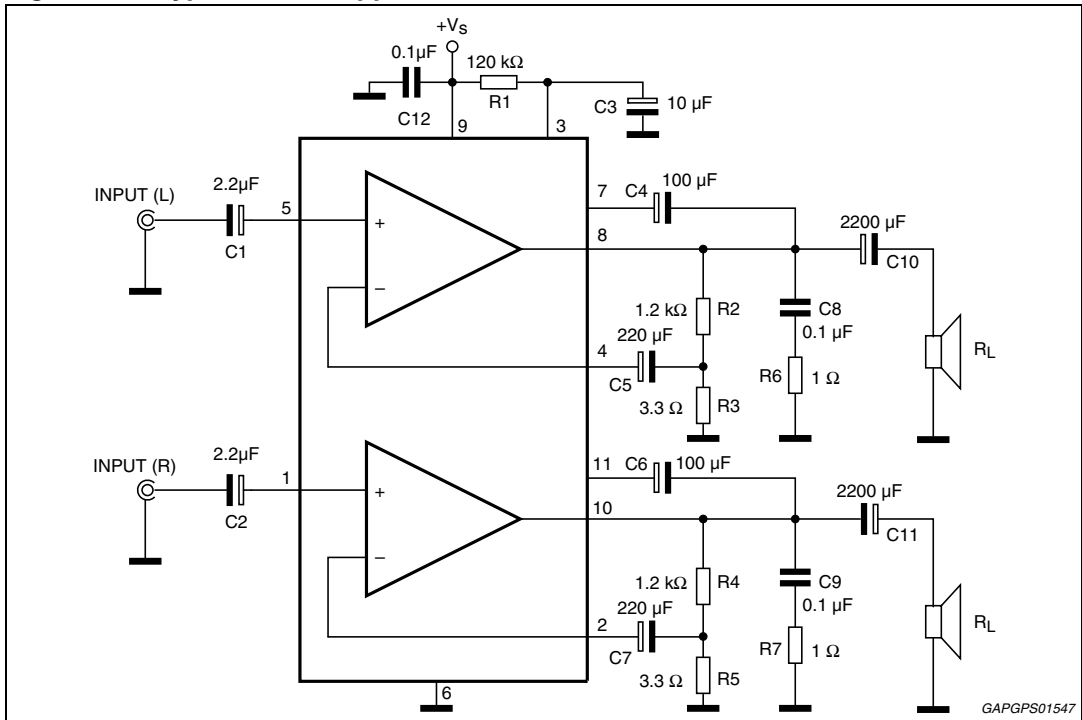 +VS
0.1µF
120 kΩ
R1
C12
C3
10 µF
9
3
INPUT (L)
2.2µF
C1
5
+
–
7
C4
100 µF
8
2200 µF
C10
1.2 kΩ
R2
C8
0.1 µF
220 µF
4
C5
R6
1 Ω
RL
3.3 Ω
R3
INPUT (R)
2.2µF
C2
1
+
–
11
C6
100 µF
10
2200 µF
C11
1.2 kΩ
R4
C9
0.1 µF
220 µF
2
C7
R7
1 Ω
RL
3.3 Ω
R5
6
GAPGPS01547